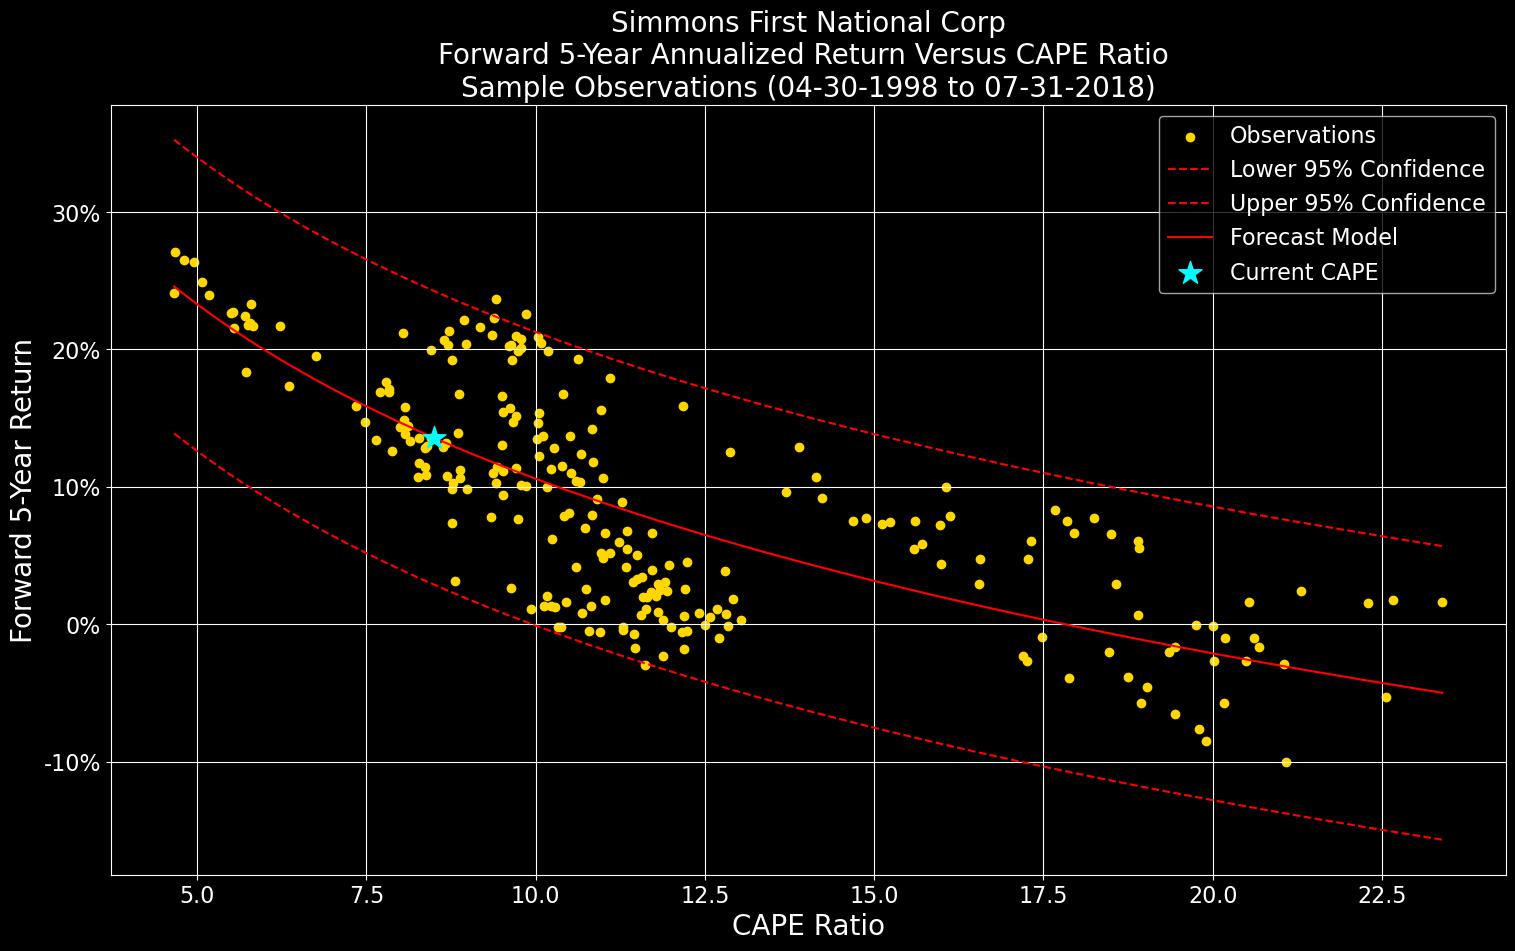 Simmons First National Corp
Forward 5-Year Annualized Return Versus CAPE Ratio
Sample Observations (04-30-1998 to 07-31-2018)
Observations
Lower 95% Confidence
Upper 95% Confidence
Forecast Model
Current CAPE
Forward 5-Year Return
30%
20%
10%
0%
-10%
5.0 7.5 10.0 12.5 15.0 17.5 20.0 22.5
CAPE Ratio